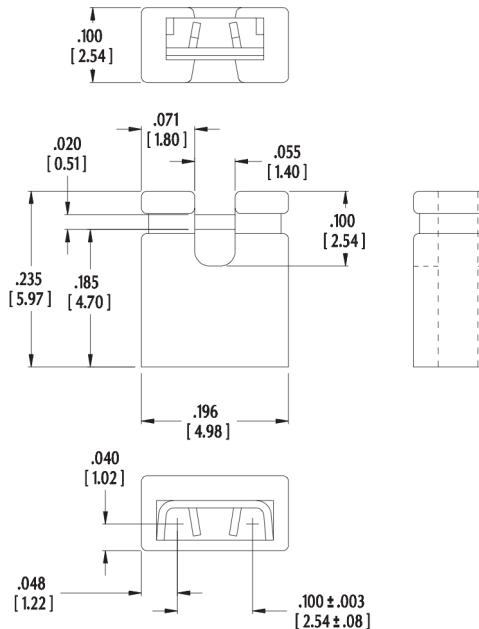 .100
[ 2.54 ]
.071
[ 1.80 ]
.020
[ 0.51 ]
.055
[ 1.40 ]
.100
[ 2.54 ]
.235
[ 5.97 ]
.185
[ 4.70 ]
.196
[ 4.98 ]
.040
[ 1.02 ]
.048
[ 1.22 ]
.100 ± .003
[ 2.54 ± .08 ]